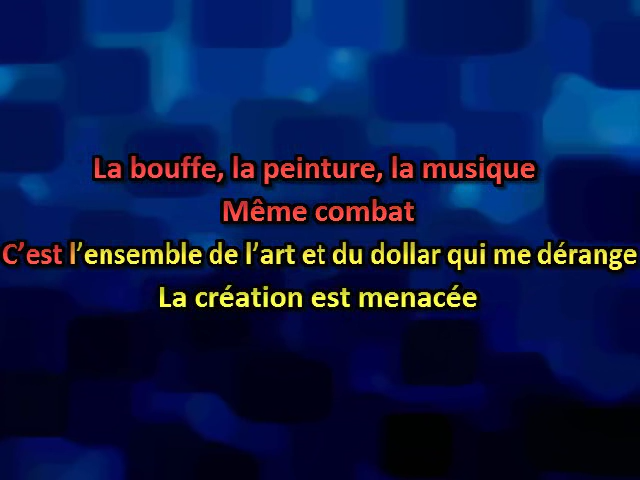 La bouffe, la peinture, la musique
Même combat
C’est l’ensemble de l’art et du dollar qui me dérange
La création est menacée